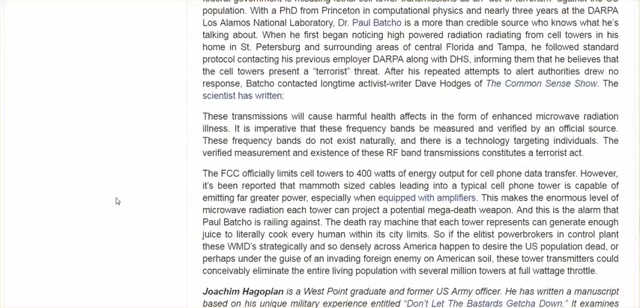 population. With a PhD from Princeton in computational physics and nearly three years at the DARPA
Los Alamos National Laboratory, Dr. Paul Batcho is a more than credible source who knows what he's
talking about. When he first began noticing high powered radiation radiating from cell towers in his
home in St. Petersburg and surrounding areas of central Florida and Tampa, he followed standard
protocol contacting his previous employer DARPA along with DHS, informing them that he believes that
the cell towers present a "terrorist" threat. After his repeated attempts to alert authorities drew no
response, Batcho contacted longtime activist-writer Dave Hodges of The Common Sense Show. The
scientist has written:
These transmissions will cause harmful health affects in the form of enhanced microwave radiation
illness. It is imperative that these frequency bands be measured and verified by an official source.
These frequency bands do not exist naturally, and there is a technology targeting individuals. The
verified measurement and existence of these RF band transmissions constitutes a terrorist act.
The FCC officially limits cell towers to 400 watts of energy output for cell phone data transfer. However,
it's been reported that mammoth sized cables leading into a typical cell phone tower is capable of
emitting far greater power, especially when equipped with amplifiers. This makes the enormous level of
microwave radiation each tower can project a potential mega-death weapon. And this is the alarm that
Paul Batcho is railing against. The death ray machine that each tower represents can generate enough
juice to literally cook every human within its city limits. So if the elitist powerbrokers in control plant
these WMD's strategically and so densely across America happen to desire the US population dead, or
perhaps under the guise of an invading foreign enemy on American soil, these tower transmitters could
conceivably eliminate the entire living population with several million towers at full wattage throttle.
Joachim Hagopian is a West Point graduate and former US Army officer. He has written a manuscript
based on his unique military experience entitled "Don't Let The Bastards Getcha Down." It examines